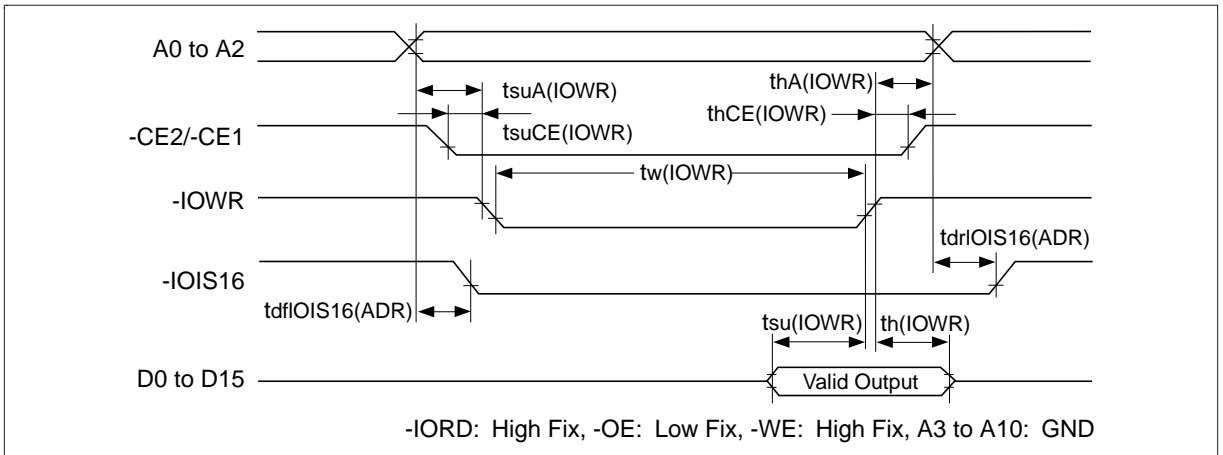 A0 to A2
tsuA(IOWR)
thA(IOWR)
thCE(IOWR)
-CE2/-CE1
tsuCE(IOWR)
tw(IOWR)
-IOWR
tdrIOIS16(ADR)
-IOIS16
tdfIOIS16(ADR)
tsu(IOWR)
th(IOWR)
D0 to D15
Valid Output
-IORD: High Fix, -OE: Low Fix, -WE: High Fix, A3 to A10: GND